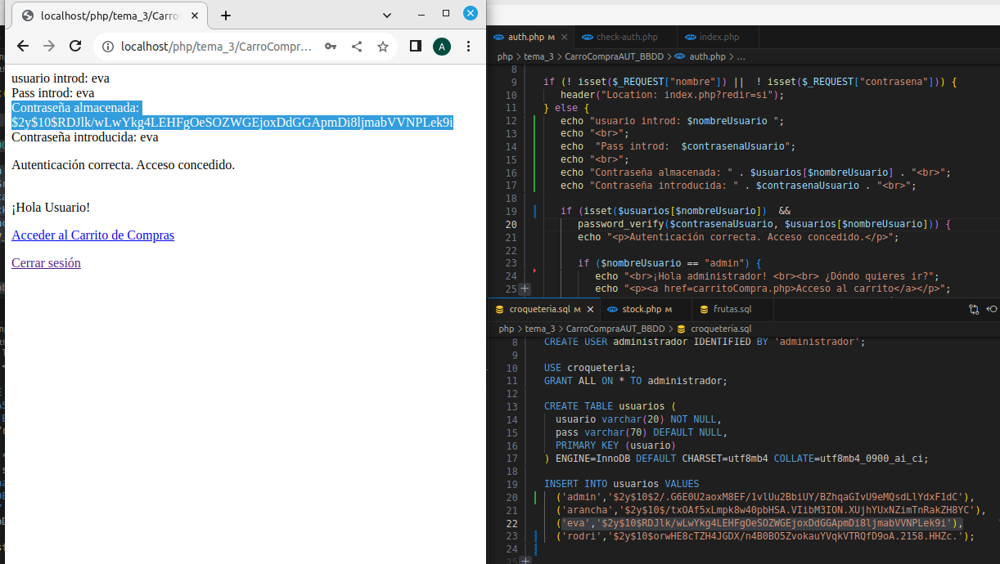 localhost/php/tema_3/Carro
localhost/php/tema_3/CarroCompr...
A
usuario introd: eva
Pass introd: eva
Contraseña almacenada:
$2y$10$RDJlk/wLwYkg4LEHFgOeSOZWGEjoxDdGGApmDi8ljmabVVNPLek9i
Contraseña introducida: eva
Autenticación correcta. Acceso concedido.
¡Hola Usuario!
Acceder al Carrito de Compras
Cerrar sesión
auth.php M
check-auth.php
index.php
php > tema_3 > CarroCompraAUT_BBDD > auth.php > ...
8
9 if (! isset($_REQUEST["nombre"]) || ! isset($_REQUEST["contrasena"])) {
10 header("Location: index.php?redir=si");
11 } else {
12 echo "usuario introd: $nombreUsuario ";
13 echo "<br>";
14 echo "Pass introd: $contrasenaUsuario";
15 echo "<br>";
16 echo "Contraseña almacenada: " . $usuarios[$nombreUsuario] . "<br>";
17 echo "Contraseña introducida: " . $contrasenaUsuario . "<br>";
18
19 if (isset($usuarios[$nombreUsuario]) &&
20 password_verify($contrasenaUsuario, $usuarios[$nombreUsuario])) {
21 echo "<p>Autenticación correcta. Acceso concedido.</p>";
22
23 if ($nombreUsuario == "admin") {
24 echo "<br>¡Hola administrador! <br><br> ¿Dóndo quieres ir?";
25 echo "<p><a href=carritoCompra.php>Acceso al carrito</a></p>";
croqueteria.sql M
stock.php M
frutas.sql
php > tema_3 > CarroCompraAUT_BBDD > croqueteria.sql
8 CREATE USER administrador IDENTIFIED BY 'administrador';
9
10 USE croqueteria;
11 GRANT ALL ON * TO administrador;
12
13 CREATE TABLE usuarios (
14 usuario varchar(20) NOT NULL,
15 pass varchar(70) DEFAULT NULL,
16 PRIMARY KEY (usuario)
17 ) ENGINE=InnoDB DEFAULT CHARSET=utf8mb4 COLLATE=utf8mb4_0900_ai_ci;
18
19 INSERT INTO usuarios VALUES
20 ('admin','$2y$10$2/.G6E0U2aoxM8EF/1vlUu2BbiUY/BZhqaGIvU9eMQsdLlYdxF1dC'),
21 ('arancha','$2y$10$/txOAf5xLmpk8w40pbHSA.VIibM3ION.XUjhYUxNZimTnRakZH8YC'),
22 ('eva','$2y$10$RDJlk/wLwYkg4LEHFgOeSOZWGEjoxDdGGApmDi8ljmabVVNPLek9i'),
23 ('rodri','$2y$10$orwHE8cTZH4JGDX/n4B0BO5ZvokauYVqkVTRQfD9oA.2158.HHZc.');
24
25